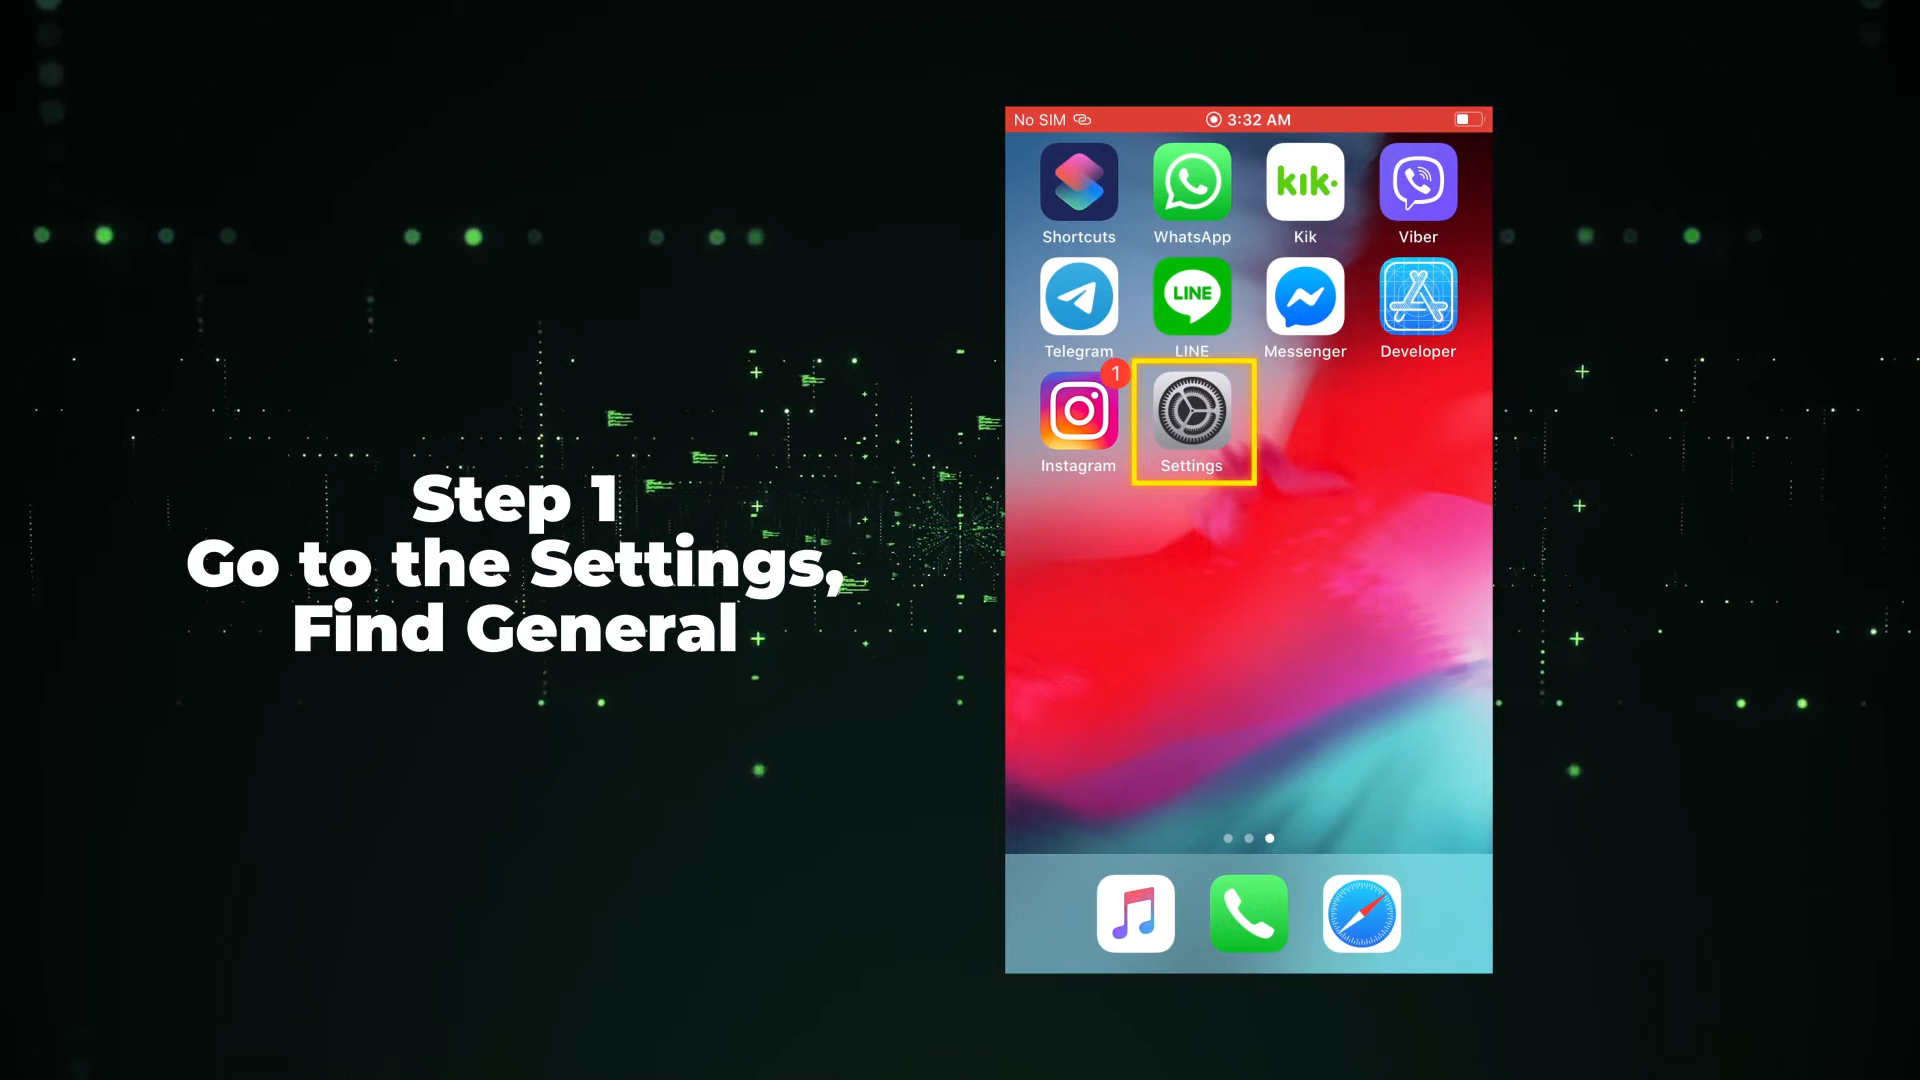 Step 1
Go to the Settings,
Find General
No SIM 3:32 AM
kik.
Shortcuts WhatsApp Kik Viber
LINE
Telegram LINE Messenger Developer
1
Instagram Settings